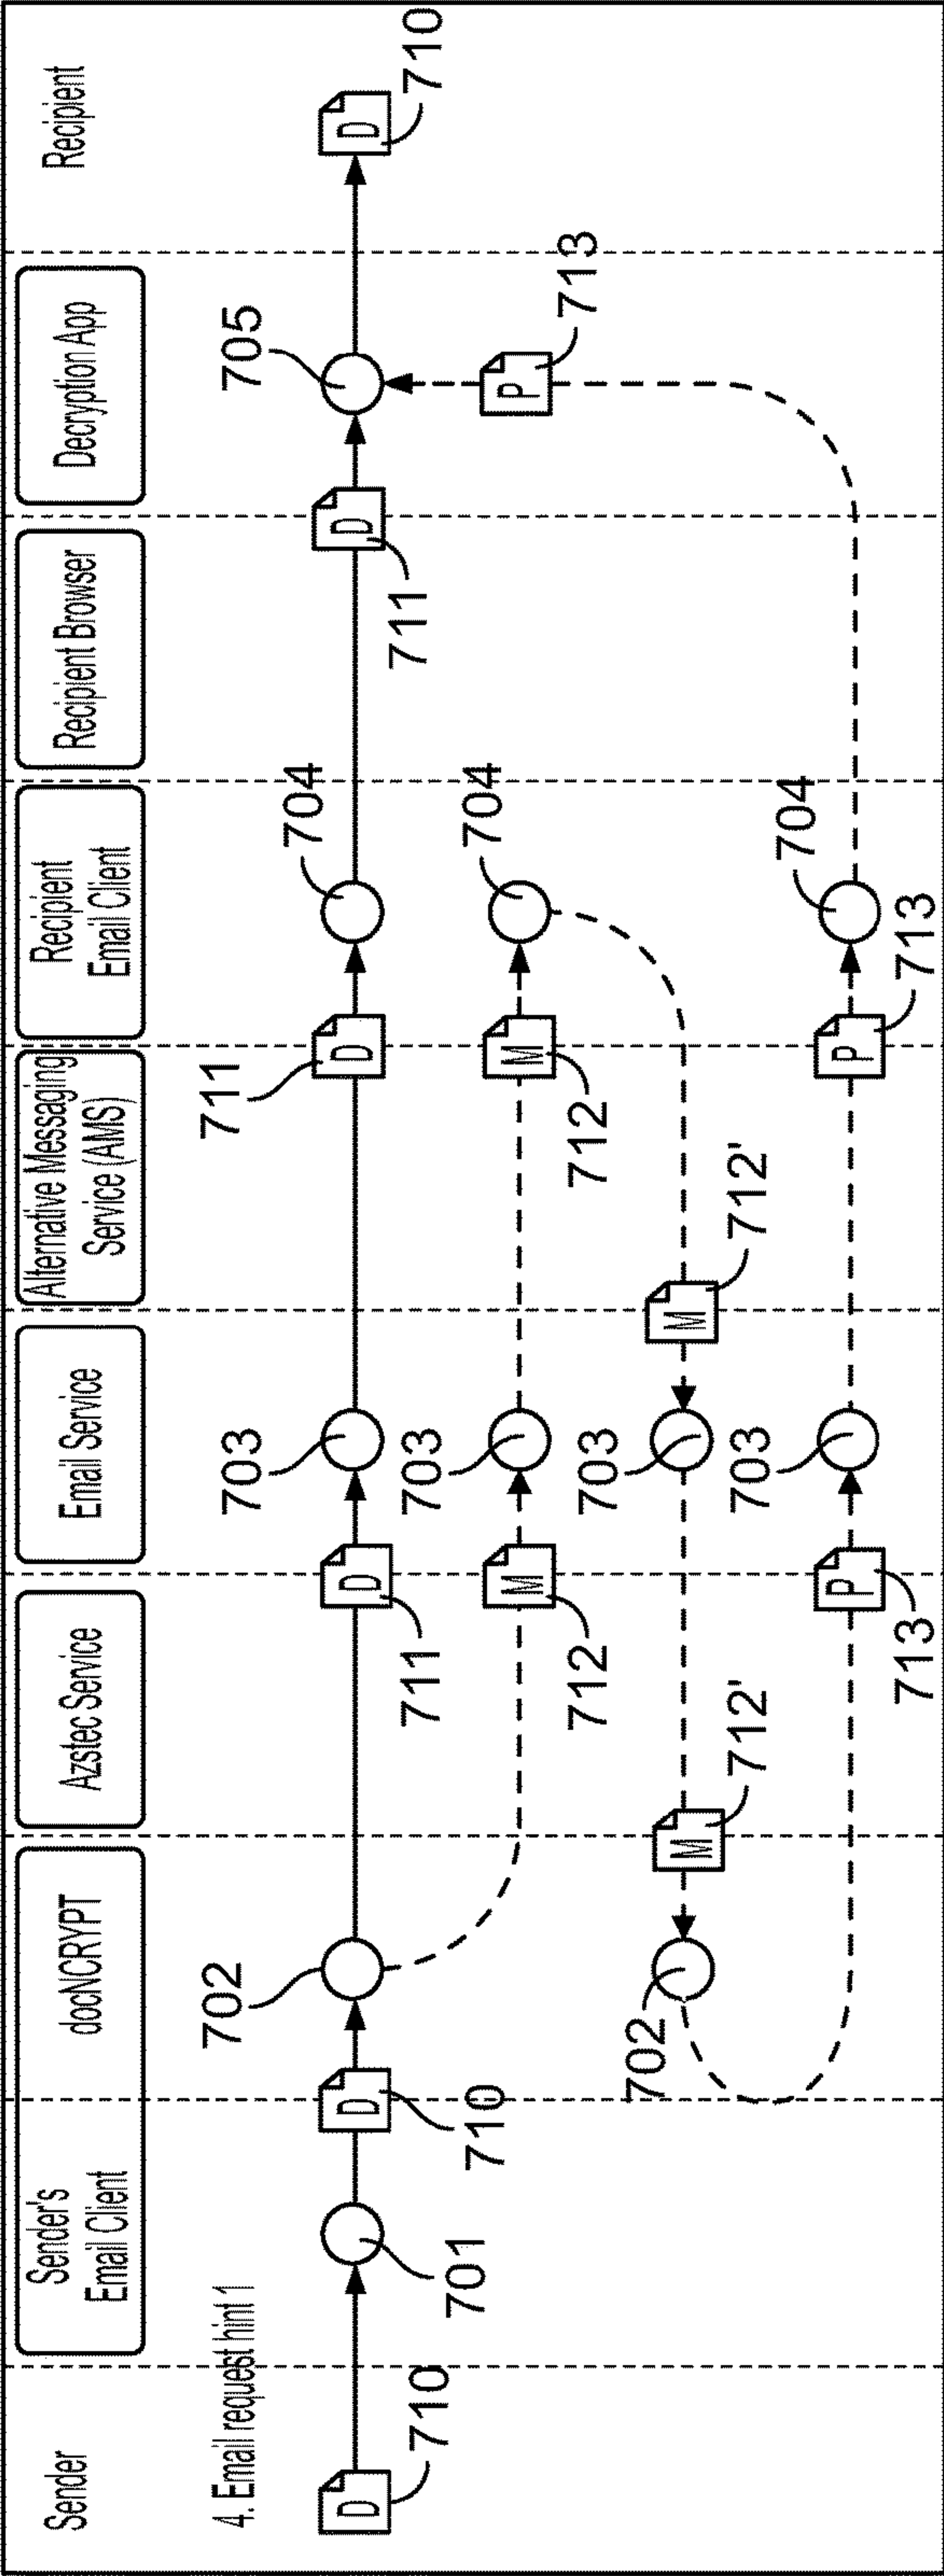 Sender
Sender's
Email Client
docNCRYPT
Azstec Service
Email Service
Alternative Messaging
Service (AMS)
Recipient
Email Client
Recipient Browser
Decryption App
Recipient
4. Email request hint 1
702
703
711
704
705
D
D
D
D
D
D
710
701
710
711
703
711
704
710
M
M
P
712
703
712
704
713
M
M
702
712'
703
712'
P
P
713
703
713